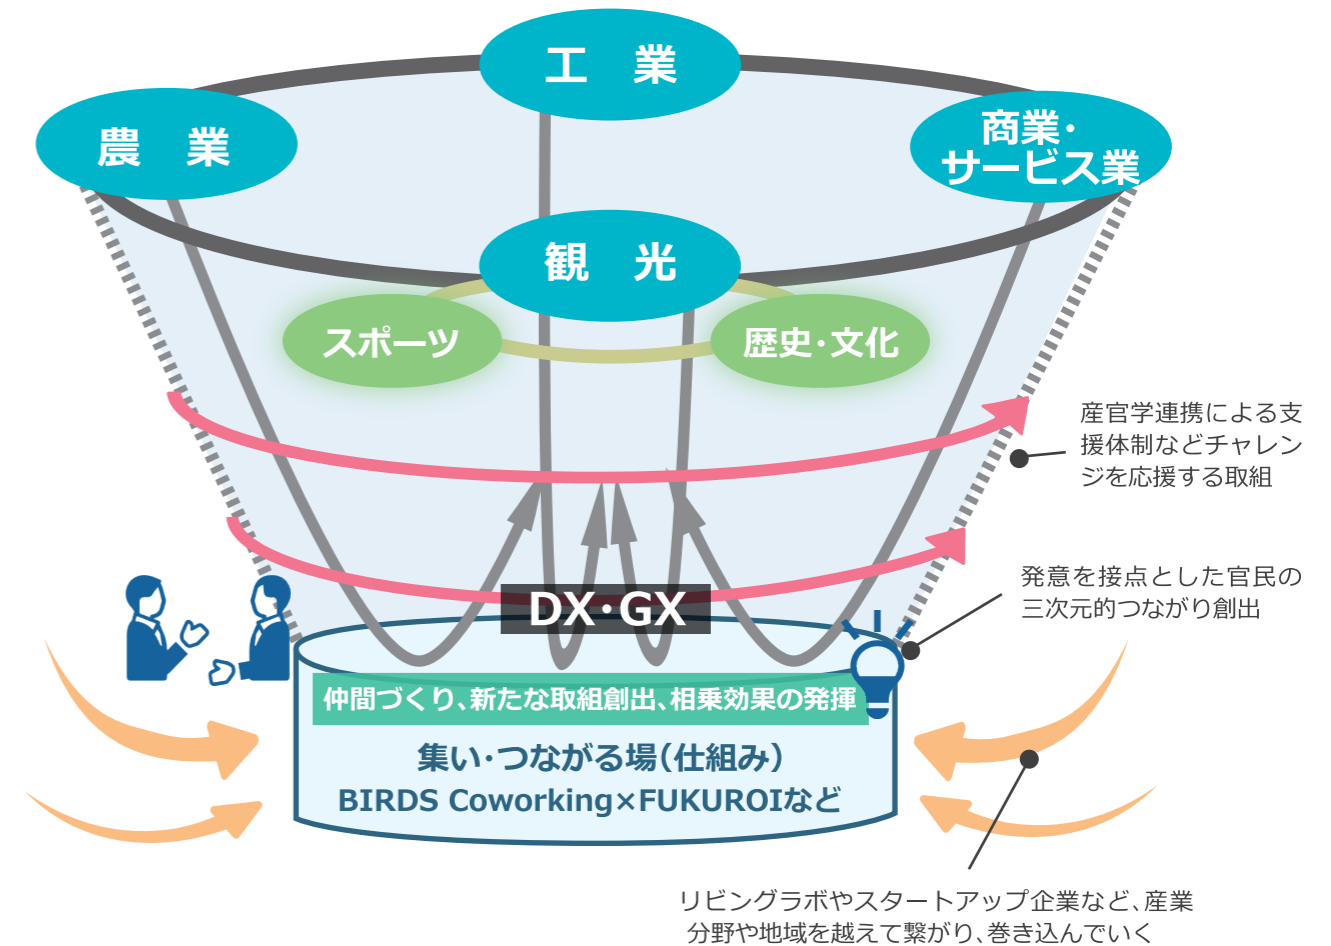 工　業
農　業
商業・
サービス業
観　光
スポーツ
歴史・文化
産官学連携による支
援体制などチャレン
ジを応援する取組
発意を接点とした官民の
三次元的つながり創出
DX・GX
仲間づくり、新たな取組創出、相乗効果の発揮
集い・つながる場（仕組み）
BIRDS Coworking×FUKUROIなど
リビングラボやスタートアップ企業など、産業
分野や地域を越えて繋がり、巻き込んでいく